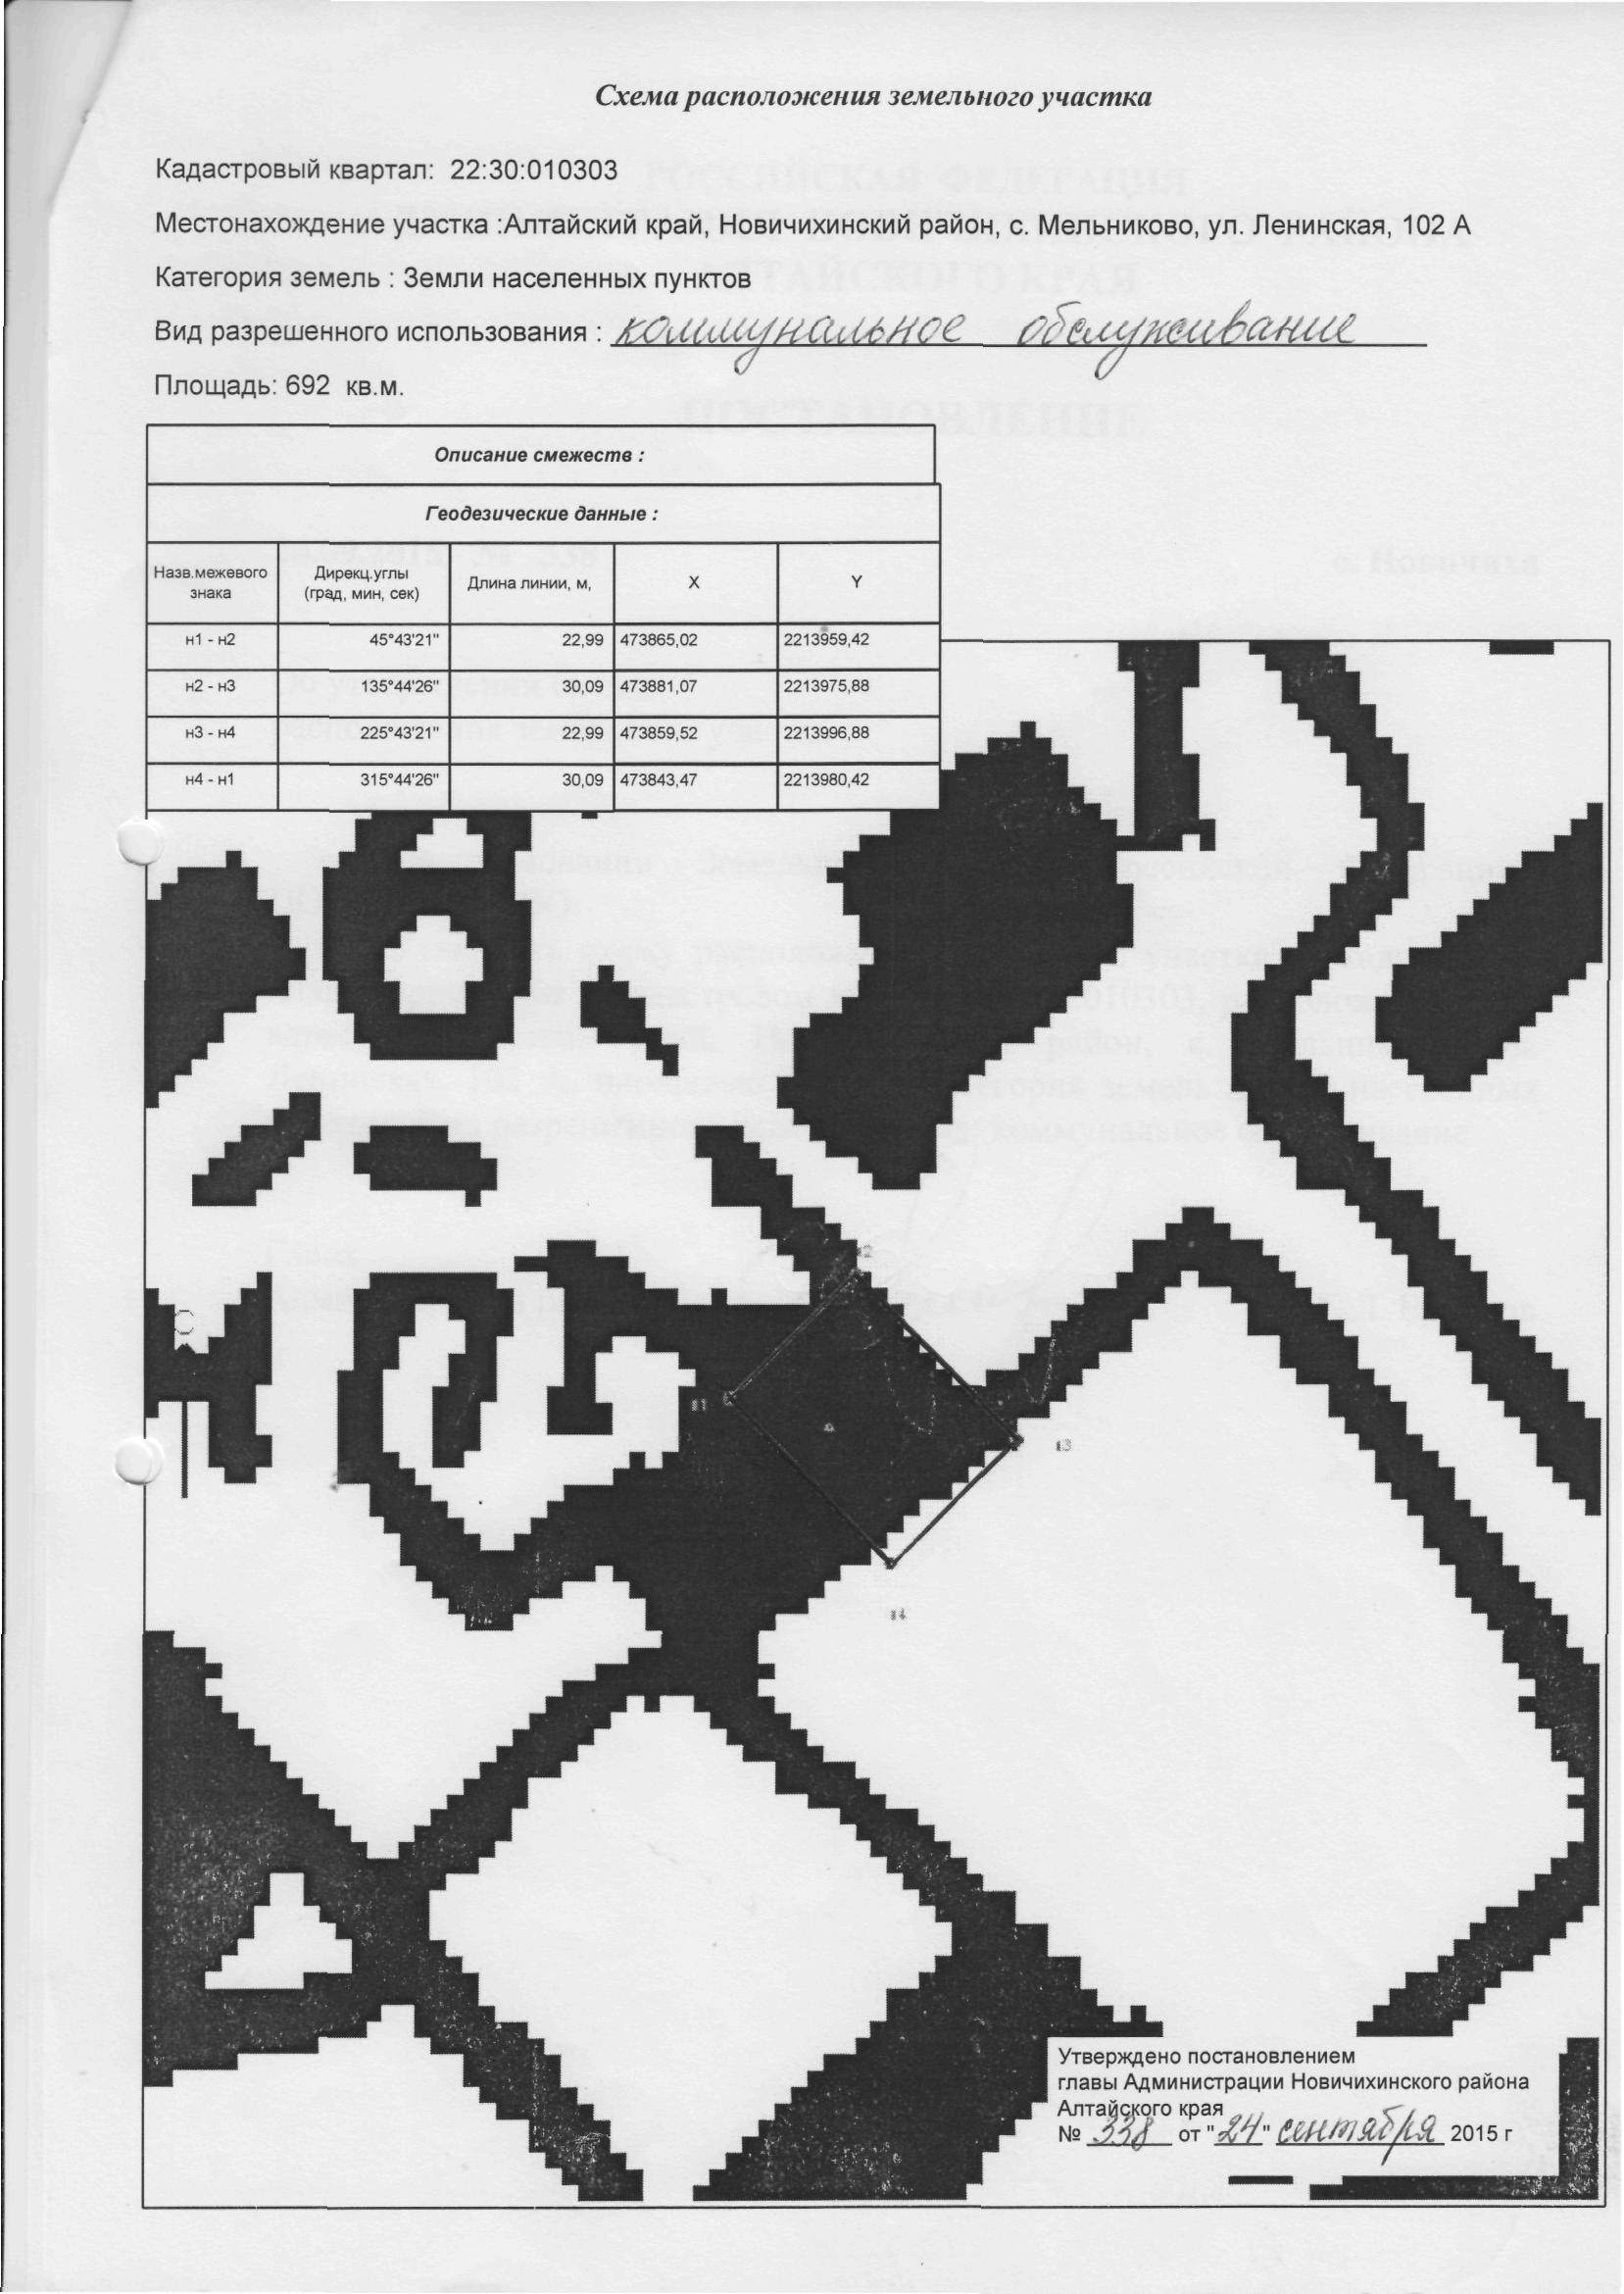 Схема расположения земельного участка
Кадастровый квартал: 22:30:010303
Местонахождение участка :Алтайский край, Новичихинский район, с. Мельниково, ул. Ленинская, 102 А
Категория земель : Земли населенных пунктов
Вид разрешенного использования : коммунальное обслуживание
Площадь: 692 кв.м.
Описание смежеств :
Геодезические данные :
Назв.межевого знака Дирекц.углы (град, мин, сек) Длина линии, м, X Y
н1 - н2 45°43'21" 22,99 473865,02 2213959,42
н2 - н3 135°44'26" 30,09 473881,07 2213975,88
н3 - н4 225°43'21" 22,99 473859,52 2213996,88
н4 - н1 315°44'26" 30,09 473843,47 2213980,42
Утверждено постановлением
главы Администрации Новичихинского района
Алтайского края
№ 338 от "24" сентября 2015 г